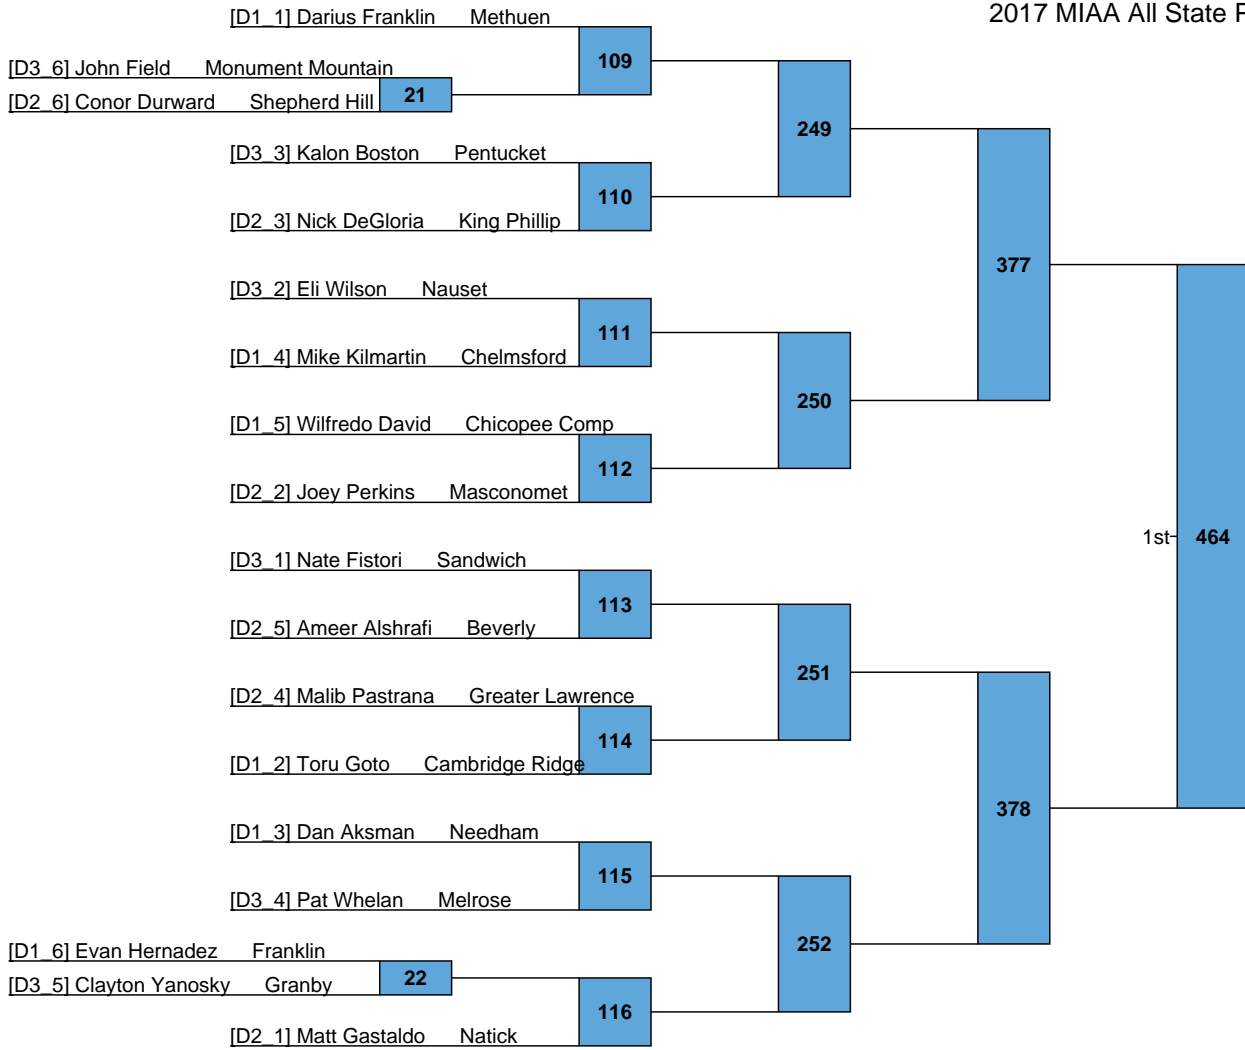 2017 MIAA All State F
[D1_1] Darius Franklin Methuen
109
[D3_6] John Field Monument Mountain
21
[D2_6] Conor Durward Shepherd Hill
249
[D3_3] Kalon Boston Pentucket
110
[D2_3] Nick DeGloria King Phillip
377
[D3_2] Eli Wilson Nauset
111
[D1_4] Mike Kilmartin Chelmsford
250
[D1_5] Wilfredo David Chicopee Comp
112
[D2_2] Joey Perkins Masconomet
1st 464
[D3_1] Nate Fistori Sandwich
113
[D2_5] Ameer Alshrafi Beverly
251
[D2_4] Malib Pastrana Greater Lawrence
114
[D1_2] Toru Goto Cambridge Ridge
378
[D1_3] Dan Aksman Needham
115
[D3_4] Pat Whelan Melrose
252
[D1_6] Evan Hernadez Franklin
22
[D3_5] Clayton Yanosky Granby
116
[D2_1] Matt Gastaldo Natick